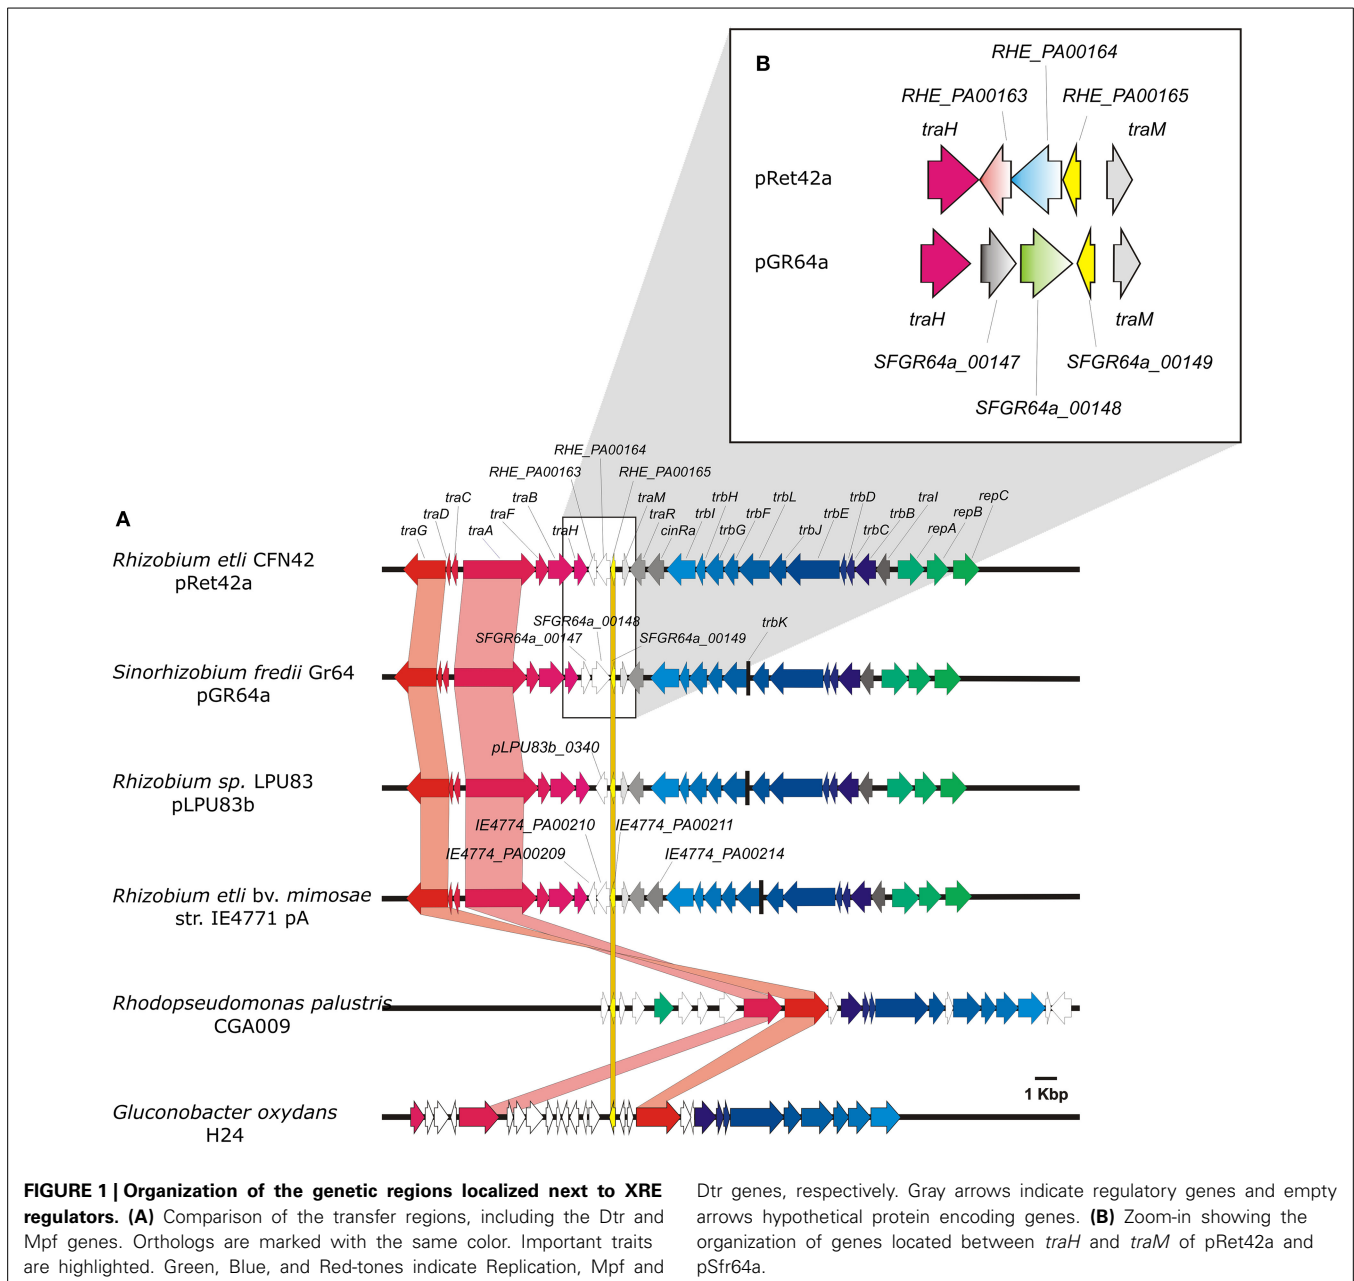 B
RHE_PA00164
RHE_PA00163
RHE_PA00165
traH
traM
pRet42a
pGR64a
traH
traM
SFGR64a_00147
SFGR64a_00149
SFGR64a_00148
A
RHE_PA00164
RHE_PA00163
RHE_PA00165
traC
traB
traM
trbH
trbL
trbD
traI
repC
traD
traF
traR
trbI
trbF
trbE
trbB
repB
traG
traA
traH
cinRa
trbG
trbJ
trbC
repA
Rhizobium etli CFN42
pRet42a
SFGR64a_00148
trbK
SFGR64a_00147
SFGR64a_00149
Sinorhizobium fredii Gr64
pGR64a
pLPU83b_0340
Rhizobium sp. LPU83
pLPU83b
IE4774_PA00210
IE4774_PA00211
IE4774_PA00209
IE4774_PA00214
Rhizobium etli bv. mimosae
str. IE4771 pA
Rhodopseudomonas palustris
CGA009
1 Kbp
Gluconobacter oxydans
H24
FIGURE 1 | Organization of the genetic regions localized next to XRE
regulators. (A) Comparison of the transfer regions, including the Dtr and
Mpf genes. Orthologs are marked with the same color. Important traits
are highlighted. Green, Blue, and Red-tones indicate Replication, Mpf and
Dtr genes, respectively. Gray arrows indicate regulatory genes and empty
arrows hypothetical protein encoding genes. (B) Zoom-in showing the
organization of genes located between traH and traM of pRet42a and
pSfr64a.